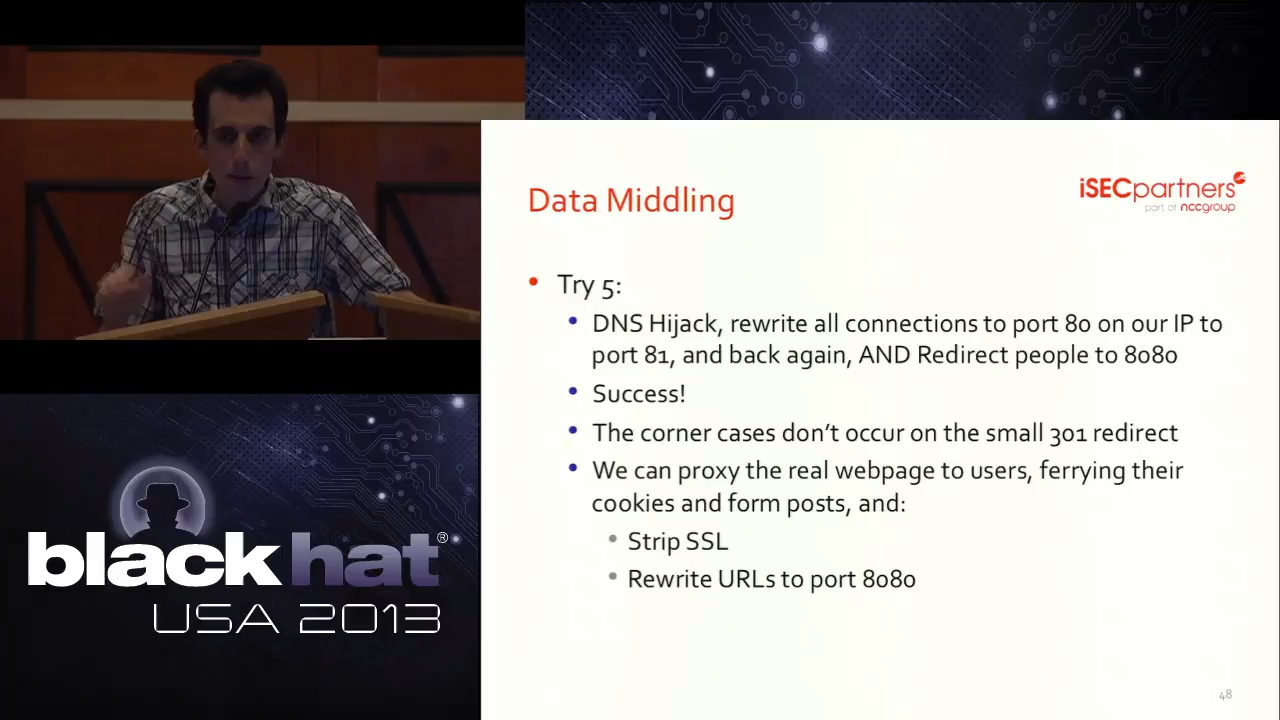 Data Middling
iSECpartners
part of nccgroup
• Try 5:
• DNS Hijack, rewrite all connections to port 80 on our IP to
port 81, and back again, AND Redirect people to 8080
• Success!
• The corner cases don't occur on the small 301 redirect
• We can proxy the real webpage to users, ferrying their
cookies and form posts, and:
• Strip SSL
• Rewrite URLs to port 8080
48
black hat®
USA 2013